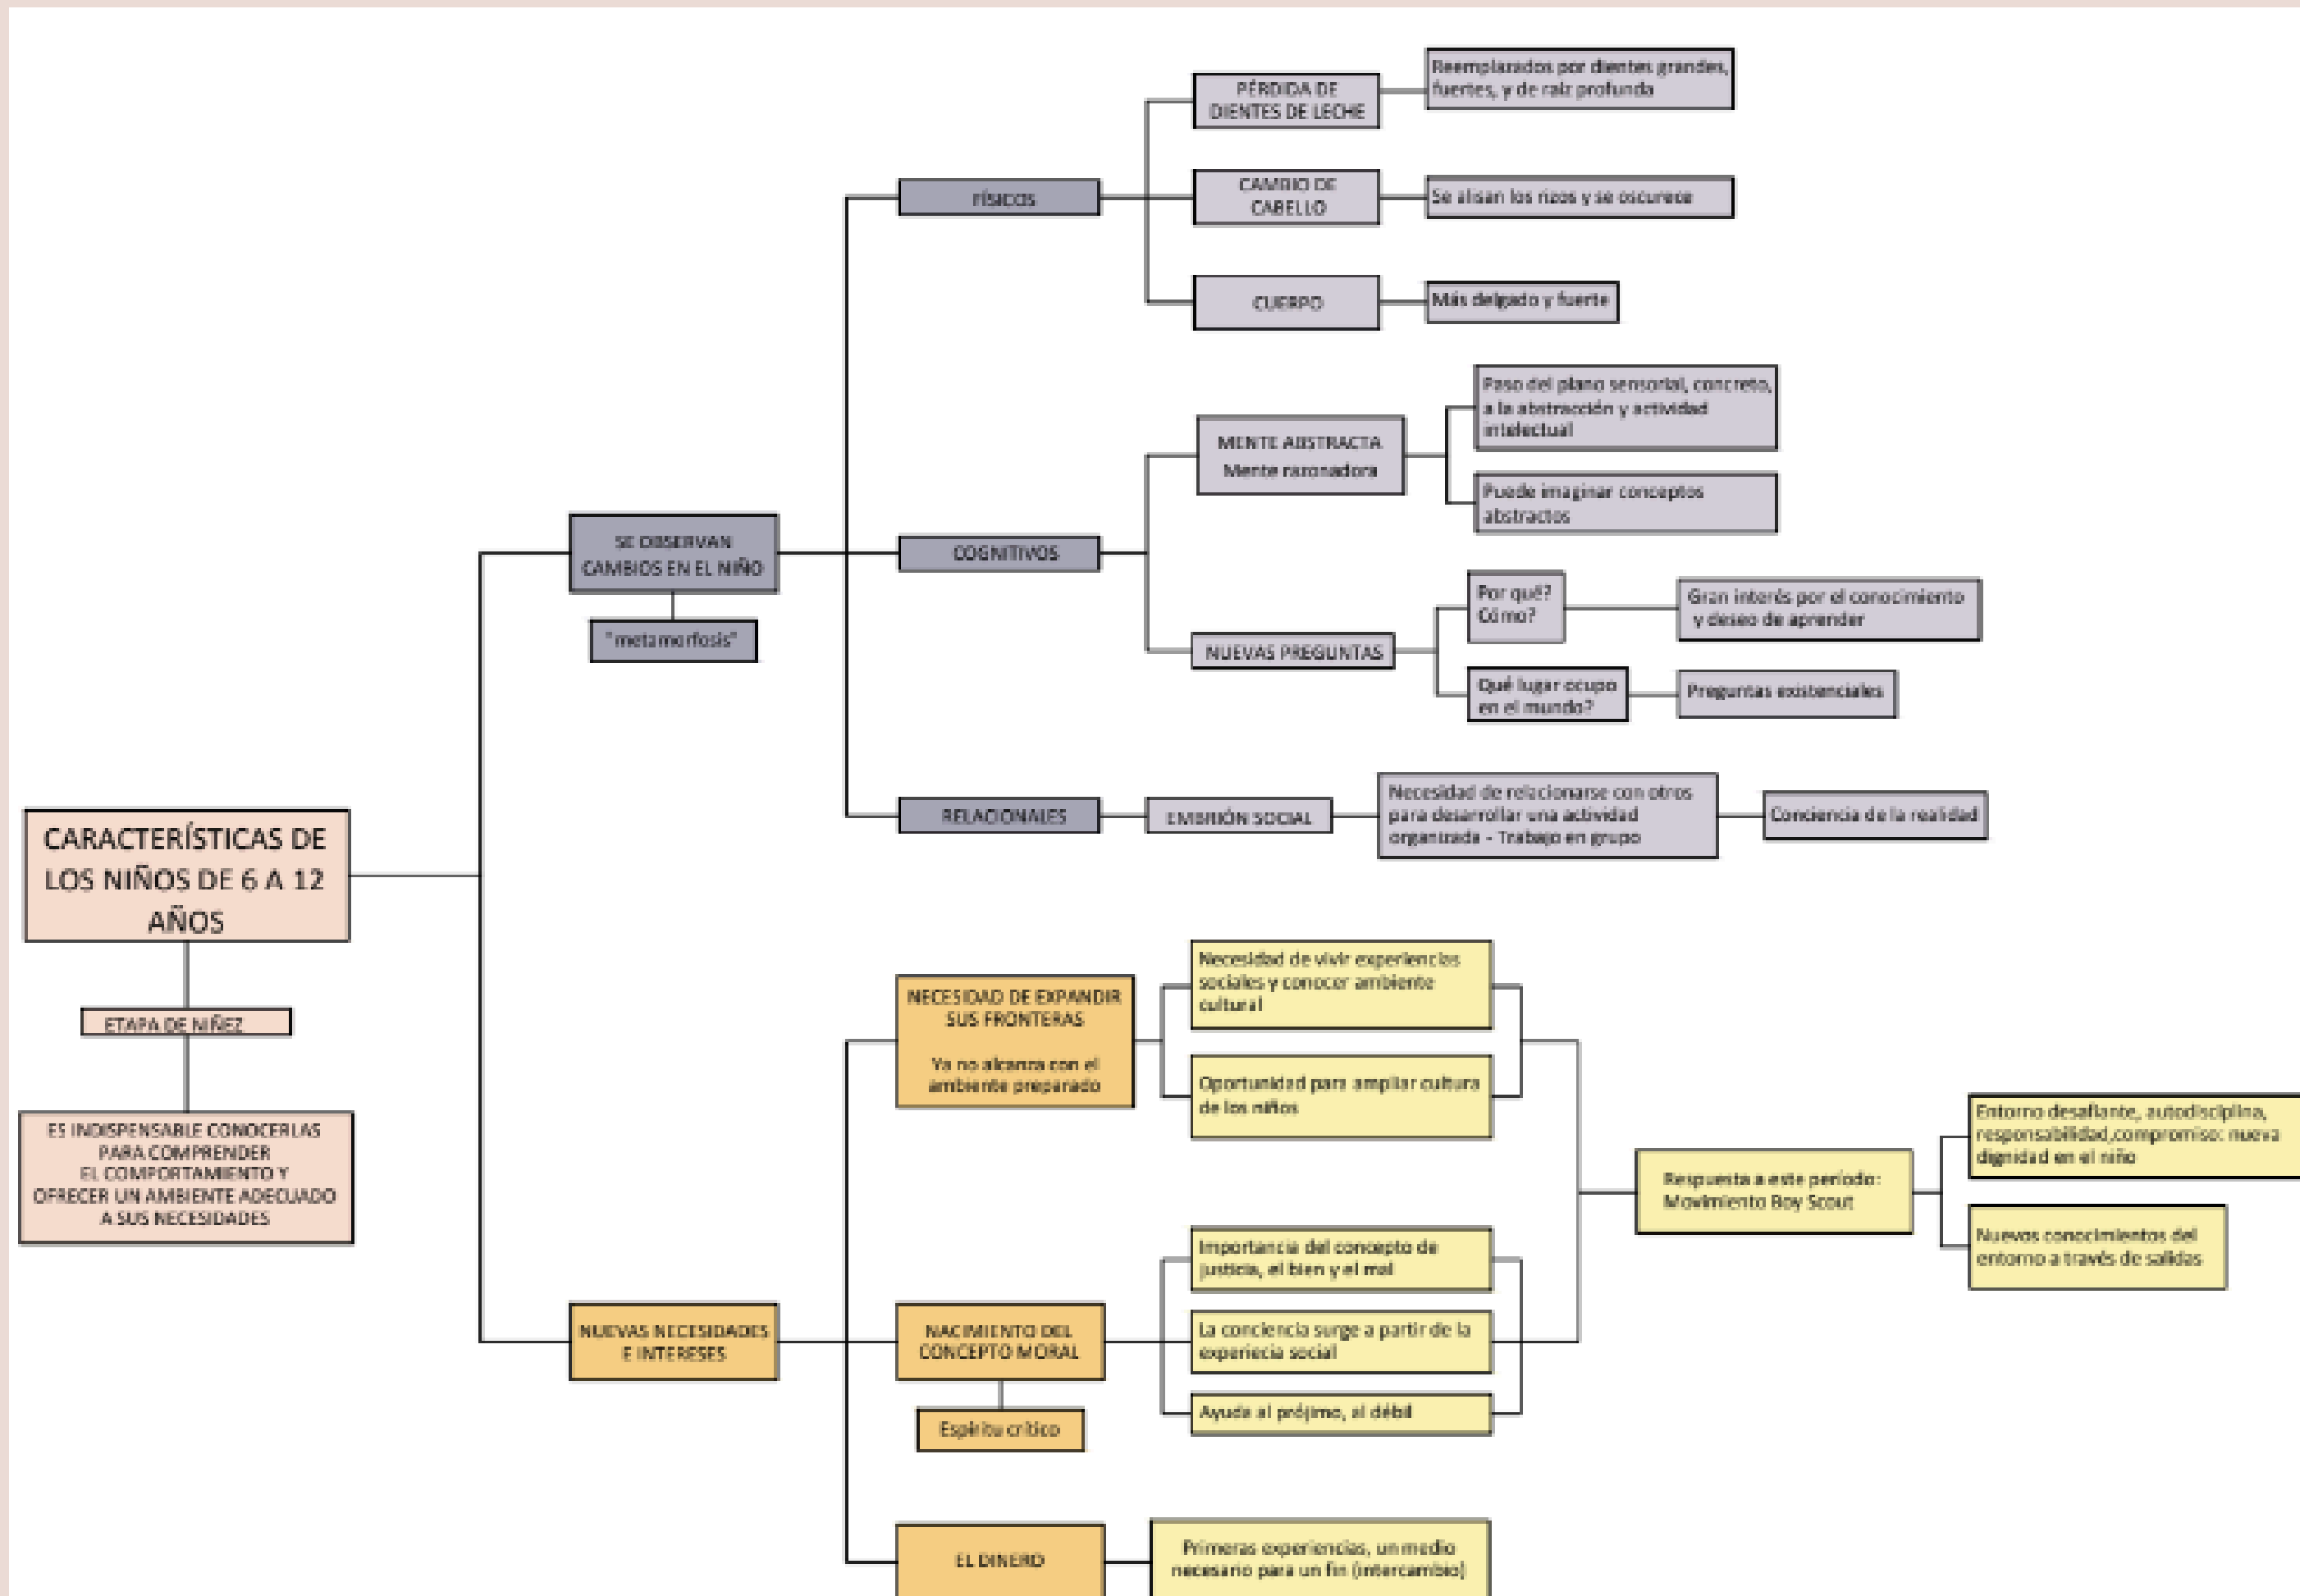 CARACTERÍSTICAS DE
LOS NIÑOS DE 6 A 12
AÑOS
ETAPA DE NIÑEZ
ES INDISPENSABLE CONOCERLAS
PARA COMPRENDER
EL COMPORTAMIENTO Y
OFRECER UN AMBIENTE ADECUADO
A SUS NECESIDADES
SE OBSERVAN
CAMBIOS EN EL NIÑO
"metamorfosis"
FÍSICOS
PÉRDIDA DE
DIENTES DE LECHE
Reemplazados por dientes grandes,
fuertes, y de raíz profunda
CAMBIO DE
CABELLO
Se alisan los rizos y se oscurece
CUERPO
Más delgado y fuerte
COGNITIVOS
MENTE ABSTRACTA
Mente razonadora
Paso del plano sensorial, concreto,
a la abstracción y actividad
intelectual
Puede imaginar conceptos
abstractos
NUEVAS PREGUNTAS
Por qué?
Cómo?
Gran interés por el conocimiento
y deseo de aprender
Qué lugar ocupo
en el mundo?
Preguntas existenciales
RELACIONALES
EMBRIÓN SOCIAL
Necesidad de relacionarse con otros
para desarrollar una actividad
organizada - Trabajo en grupo
Conciencia de la realidad
NUEVAS NECESIDADES
E INTERESES
NECESIDAD DE EXPANDIR
SUS FRONTERAS
Ya no alcanza con el
ambiente preparado
Necesidad de vivir experiencias
sociales y conocer ambiente
cultural
Oportunidad para ampliar cultura
de los niños
NACIMIENTO DEL
CONCEPTO MORAL
Espíritu crítico
Importancia del concepto de
justicia, el bien y el mal
La conciencia surge a partir de la
experiecia social
Ayuda al prójimo, al débil
Respuesta a este período:
Movimiento Boy Scout
Entorno desafiante, autodisciplina,
responsabilidad,compromiso: nueva
dignidad en el niño
Nuevos conocimientos del
entorno a través de salidas
EL DINERO
Primeras experiencias, un medio
necesario para un fin (intercambio)